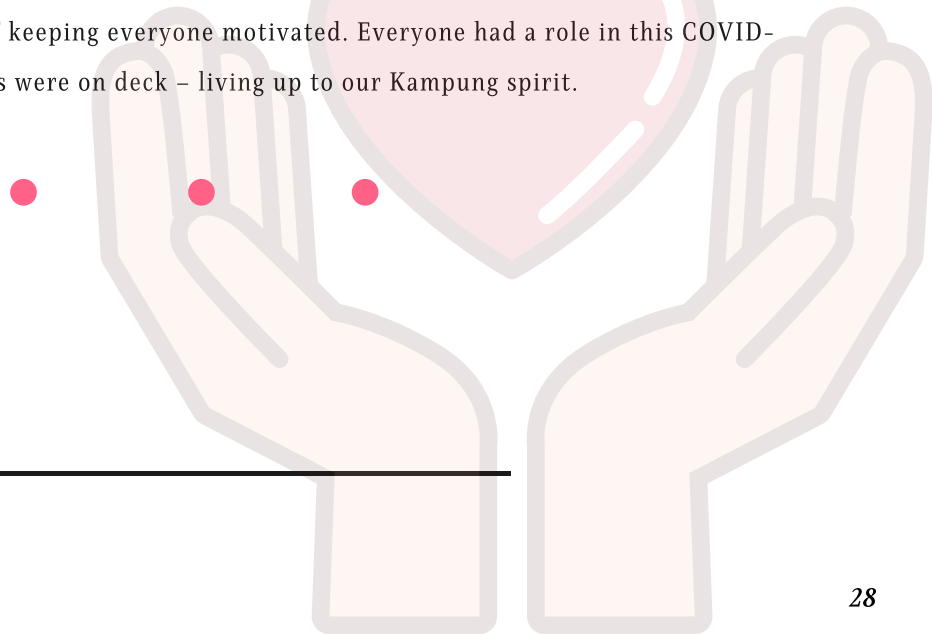 keeping everyone motivated. Everyone had a role in this COVID-
were on deck – living up to our Kampung spirit.
28